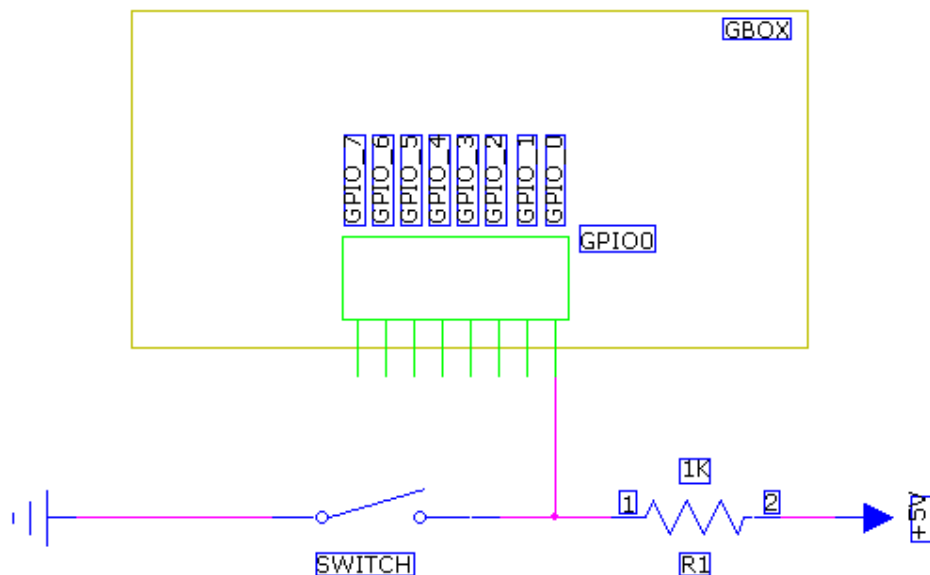 GBOX
GPIO_7
GPIO_6
GPIO_5
GPIO_4
GPIO_3
GPIO_2
GPIO_1
GPIO_0
GPIO0
1K
1
2
+5V
SWITCH
R1